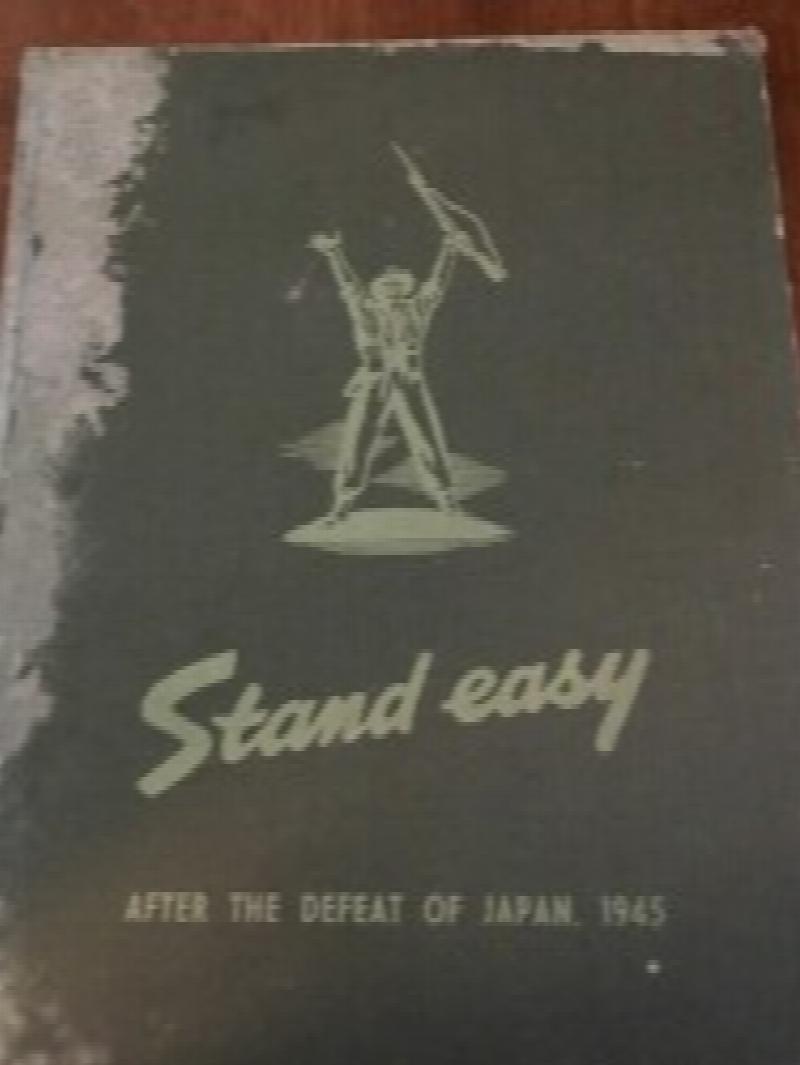 Stand easy
AFTER THE DEFEAT OF JAPAN. 1945